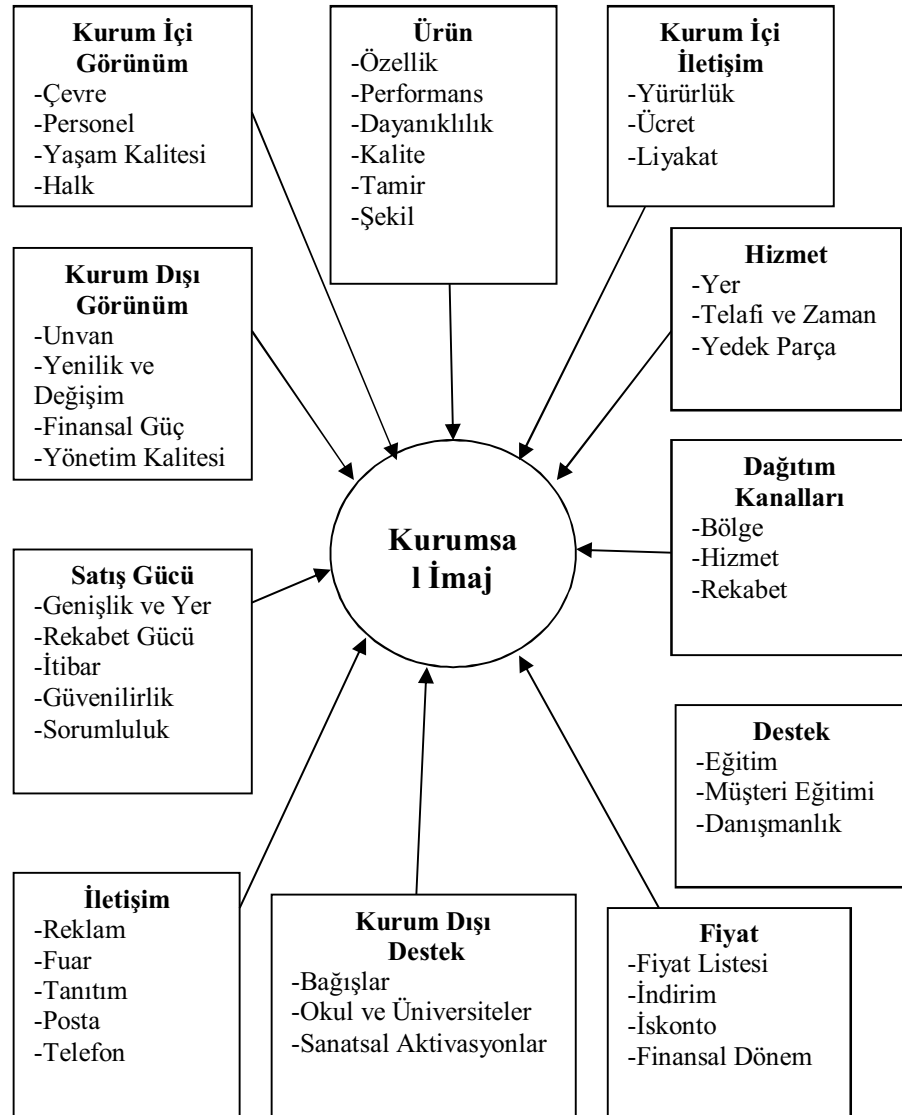 Kurum İçi
Görünüm
-Çevre
-Personel
-Yaşam Kalitesi
-Halk
Ürün
-Özellik
-Performans
-Dayanıklılık
-Kalite
-Tamir
-Şekil
Kurum İçi
İletişim
-Yürürlük
-Ücret
-Liyakat
Kurum Dışı
Görünüm
-Unvan
-Yenilik ve
Değişim
-Finansal Güç
-Yönetim Kalitesi
Hizmet
-Yer
-Telafi ve Zaman
-Yedek Parça
Kurumsa
l İmaj
Dağıtım
Kanalları
-Bölge
-Hizmet
-Rekabet
Satış Gücü
-Genişlik ve Yer
-Rekabet Gücü
-İtibar
-Güvenilirlik
-Sorumluluk
Destek
-Eğitim
-Müşteri Eğitimi
-Danışmanlık
İletişim
-Reklam
-Fuar
-Tanıtım
-Posta
-Telefon
Kurum Dışı
Destek
-Bağışlar
-Okul ve Üniversiteler
-Sanatsal Aktivasyonlar
Fiyat
-Fiyat Listesi
-İndirim
-İskonto
-Finansal Dönem